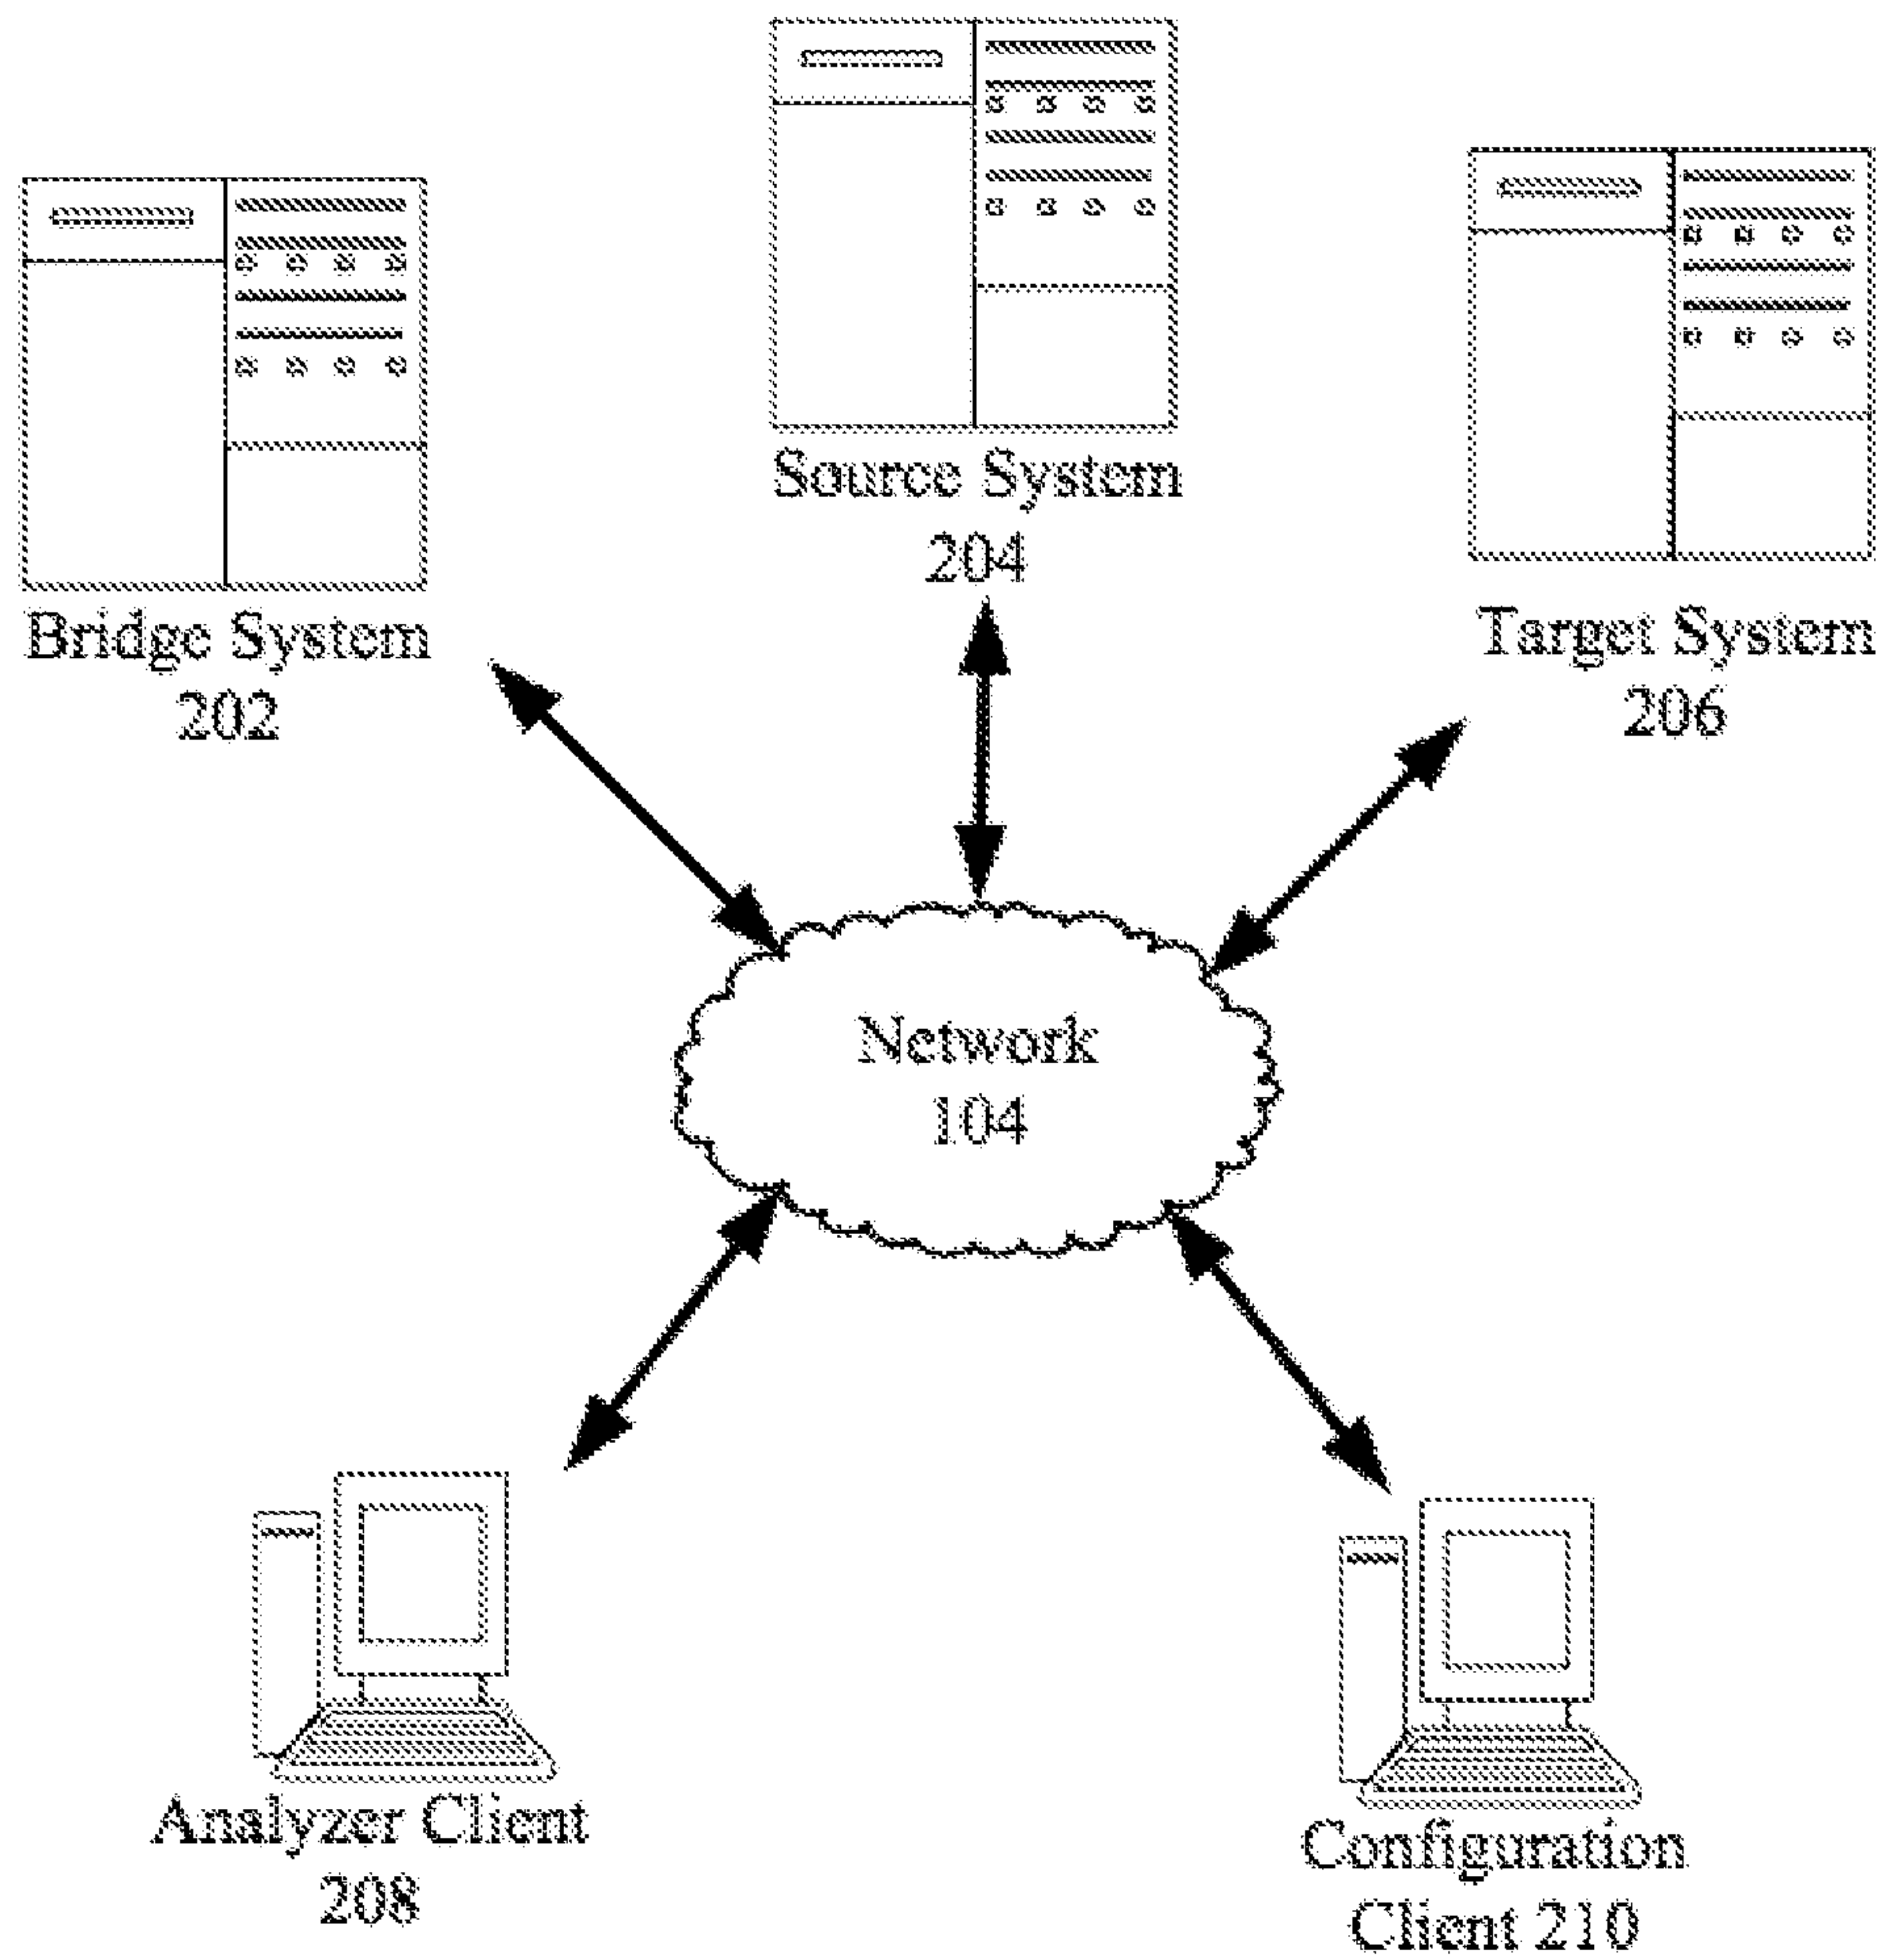 Source System
204
Bridge System
202
Target System
206
Network
104
Analyzer Client
208
Configuration
Client 210